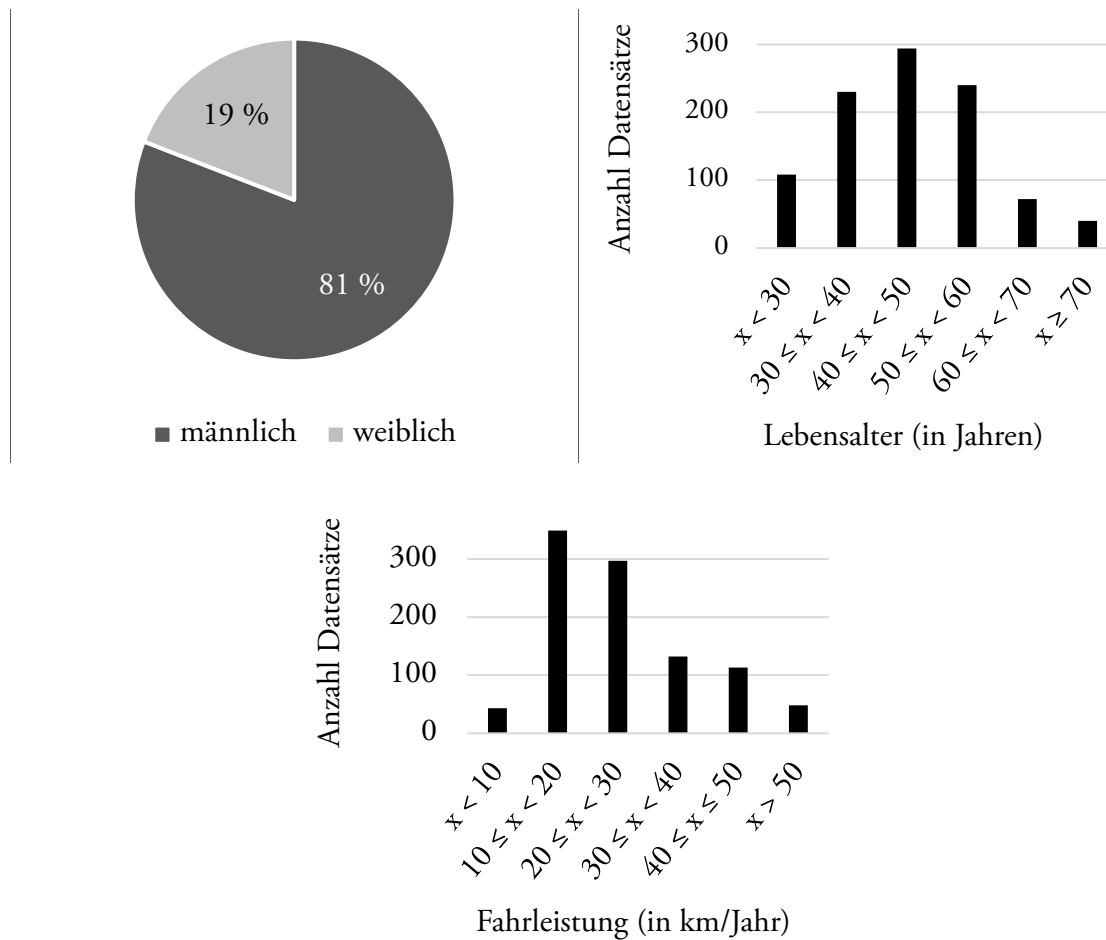 19 %
81 %
männlich weiblich
Anzahl Datensätze
300
200
100
0
x < 30
30 ≤ x < 40
40 ≤ x < 50
50 ≤ x < 60
60 ≤ x < 70
x ≥ 70
Lebensalter (in Jahren)
Anzahl Datensätze
300
200
100
0
x < 10
10 ≤ x < 20
20 ≤ x < 30
30 ≤ x < 40
40 ≤ x ≤ 50
x > 50
Fahrleistung (in km/Jahr)